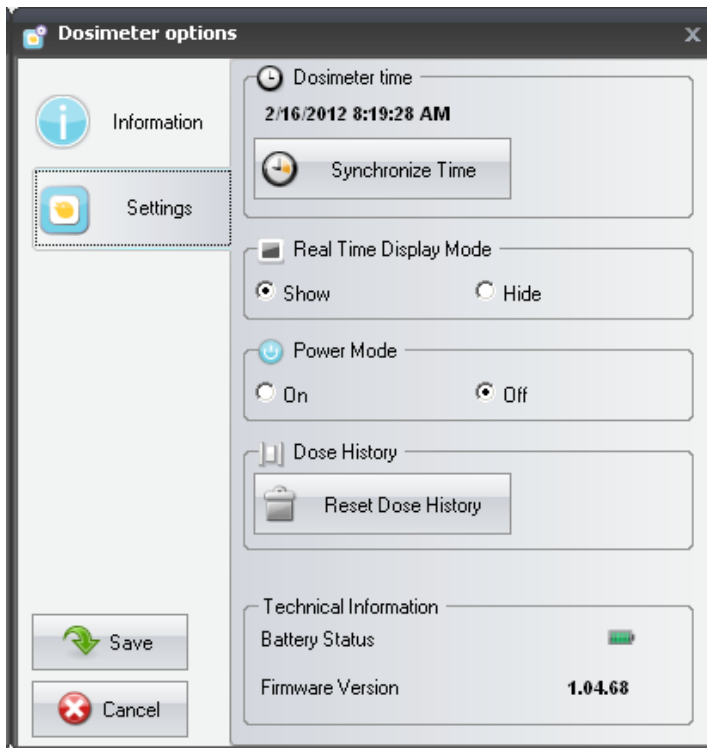 Dosimeter options
Information
Settings
Dosimeter time
2/16/2012 8:19:28 AM
Synchronize Time
Real Time Display Mode
Show Hide
Power Mode
On Off
Dose History
Reset Dose History
Technical Information
Battery Status
Firmware Version 1.04.68
Save
Cancel